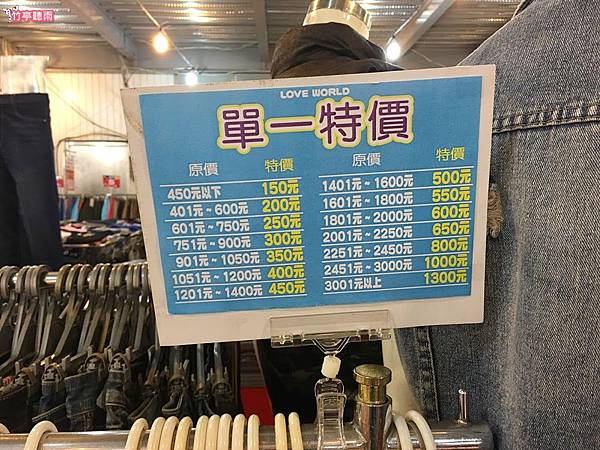 竹亭聽雨
LOVE WORLD
單一特價
原價 特價
450元以下 150元
401元~600元 200元
601元~750元 250元
751元~900元 300元
901元~1050元 350元
1051元~1200元 400元
1201元~1400元 450元
原價 特價
1401元~1600元 500元
1601元~1800元 550元
1801元~2000元 600元
2001元~2250元 650元
2251元~2450元 800元
2451元~3000元 1000元
3001元以上 1300元